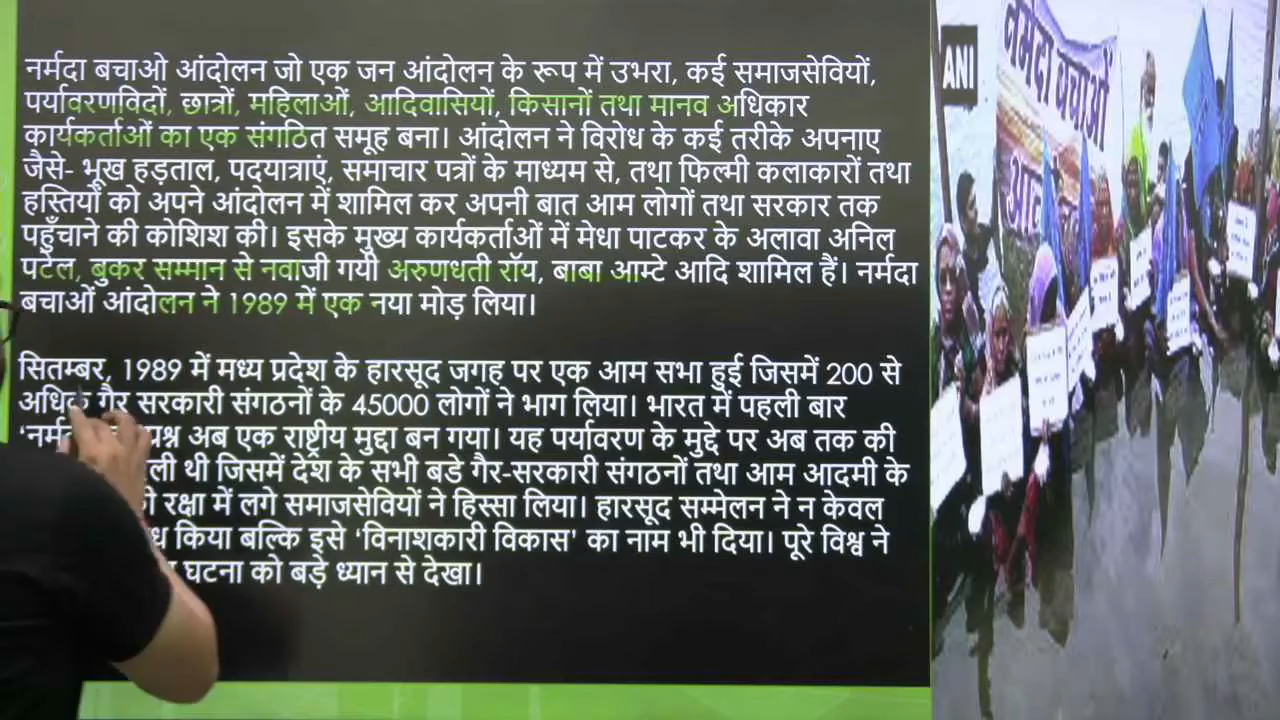 नर्मदा बचाओ आंदोलन जो एक जन आंदोलन के रूप में उभरा, कई समाजसेवियों,
पर्यावरणविदों, छात्रों, महिलाओं, आदिवासियों, किसानों तथा मानव अधिकार
कार्यकर्ताओं का एक संगठित समूह बना। आंदोलन ने विरोध के कई तरीके अपनाए
जैसे- भूख हड़ताल, पदयात्राएं, समाचार पत्रों के माध्यम से, तथा फिल्मी कलाकारों तथा
हस्तियों को अपने आंदोलन में शामिल कर अपनी बात आम लोगों तथा सरकार तक
पहुँचाने की कोशिश की। इसके मुख्य कार्यकर्ताओं में मेधा पाटकर के अलावा अनिल
पटेल, बुकर सम्मान से नवाजी गयी अरुणधती रॉय, बाबा आम्टे आदि शामिल हैं। नर्मदा
बचाओं आंदोलन ने 1989 में एक नया मोड़ लिया।
सितम्बर, 1989 में मध्य प्रदेश के हारसूद जगह पर एक आम सभा हुई जिसमें 200 से
अधिक गैर सरकारी संगठनों के 45000 लोगों ने भाग लिया। भारत में पहली बार
अब एक राष्ट्रीय मुद्दा बन गया। यह पर्यावरण के मुद्दे पर अब तक की
थी जिसमें देश के सभी बडे गैर-सरकारी संगठनों तथा आम आदमी के
रक्षा में लगे समाजसेवियों ने हिस्सा लिया। हारसूद सम्मेलन ने न केवल
किया बल्कि इसे ‘विनाशकारी विकास’ का नाम भी दिया। पूरे विश्व ने
घटना को बड़े ध्यान से देखा।
ANI
नर्मदा बचाओं